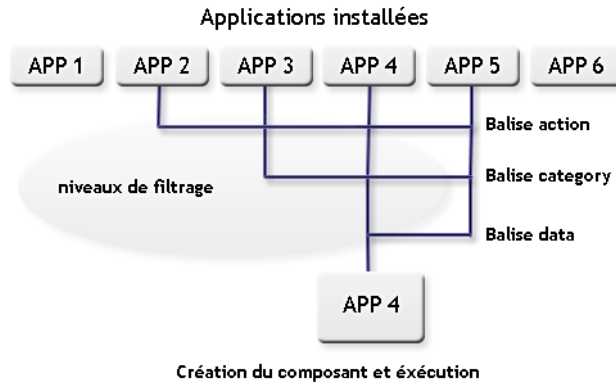 Applications installées
APP 1
APP 2
APP 3
APP 4
APP 5
APP 6
Balise action
niveaux de filtrage
Balise category
Balise data
APP 4
Création du composant et éxécution